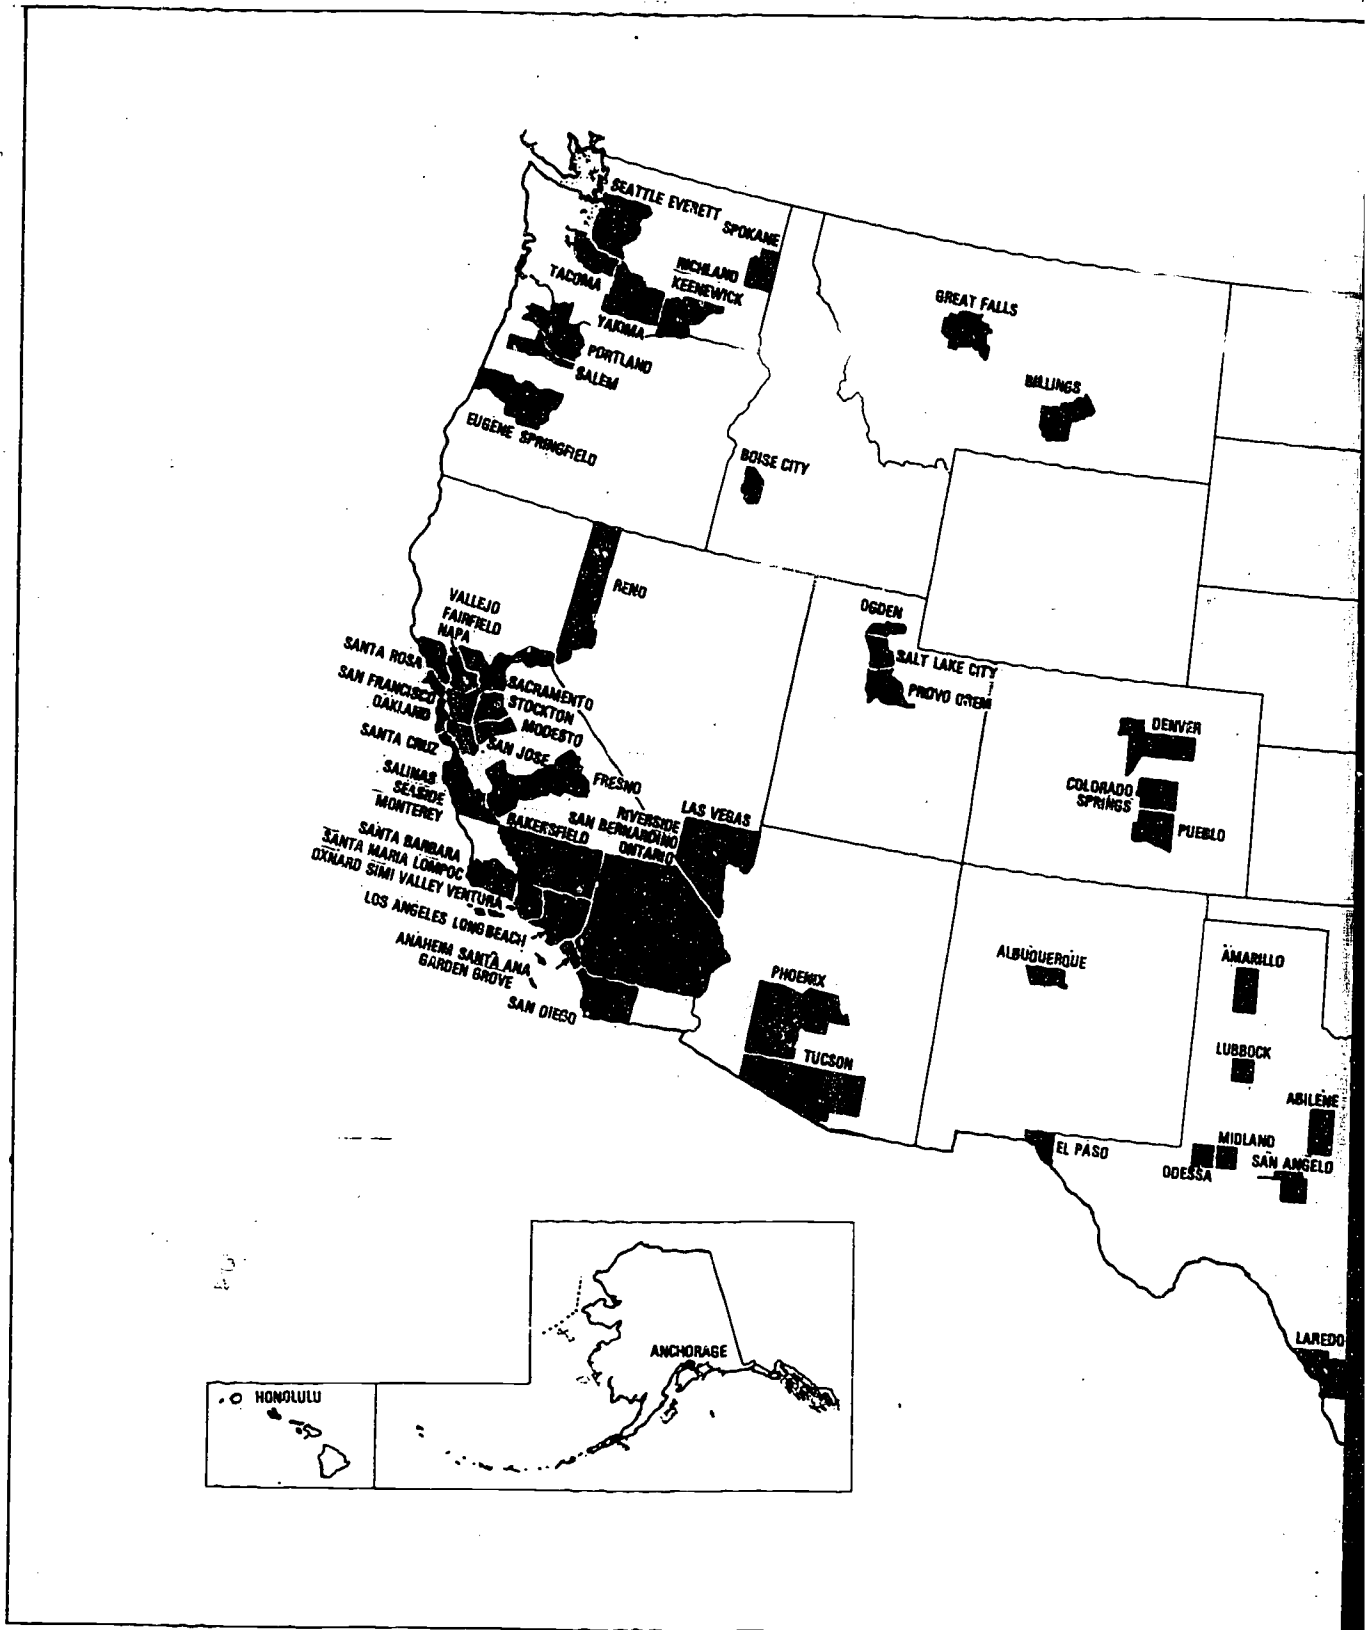 SEATTLE EVERETT
SPOKANE
TACOMA
RICHLAND
KEENEWICK
YAKIMA
PORTLAND
SALEM
EUGENE SPRINGFIELD
GREAT FALLS
BILLINGS
BOISE CITY
RENO
VALLEJO
FAIRFIELD
NAPA
SANTA ROSA
SAN FRANCISCO
OAKLAND
SANTA CRUZ
SACRAMENTO
STOCKTON
MODESTO
SAN JOSE
FRESNO
SALINAS
SEASIDE
MONTEREY
BAKERSFIELD
RIVERSIDE
SAN BERNARDINO
ONTARIO
LAS VEGAS
SANTA BARBARA
SANTA MARIA LOMPOC
OXNARD SIMI VALLEY VENTURA
LOS ANGELES LONG BEACH
ANAHEIM SANTA ANA
GARDEN GROVE
SAN DIEGO
OGDEN
SALT LAKE CITY
PROVO OREM
DENVER
COLORADO
SPRINGS
PUEBLO
PHOENIX
TUCSON
ALBUQUERQUE
AMARILLO
LUBBOCK
ABILENE
MIDLAND
ODESSA
SAN ANGELO
EL PASO
LAREDO
ANCHORAGE
HONOLULU